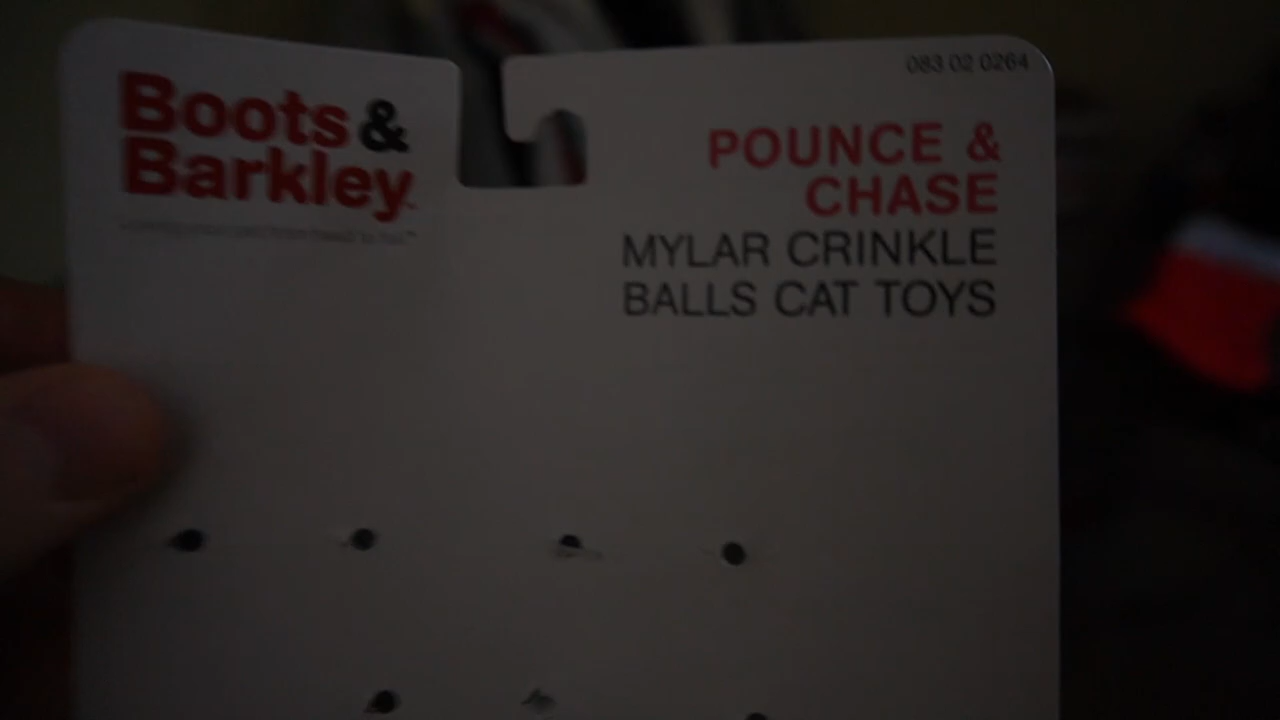 083 02 0264
Boots &
Barkley
POUNCE &
CHASE
MYLAR CRINKLE
BALLS CAT TOYS